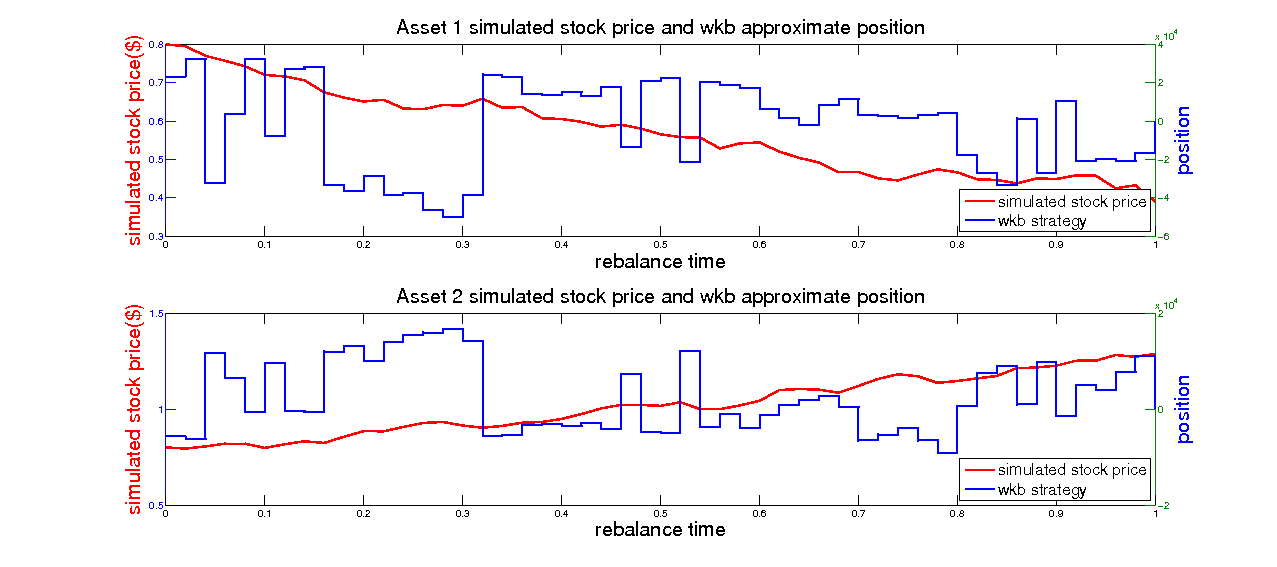 Asset 1 simulated stock price and wkb approximate position
x 10^4
simulated stock price($)
0.8
0.7
0.6
0.5
0.4
0.3
4
2
0
−2
−4
−6
position
simulated stock price
wkb strategy
0 0.1 0.2 0.3 0.4 0.5 0.6 0.7 0.8 0.9 1
rebalance time
Asset 2 simulated stock price and wkb approximate position
x 10^4
simulated stock price($)
1.5
1
0.5
2
0
−2
position
simulated stock price
wkb strategy
0 0.1 0.2 0.3 0.4 0.5 0.6 0.7 0.8 0.9 1
rebalance time